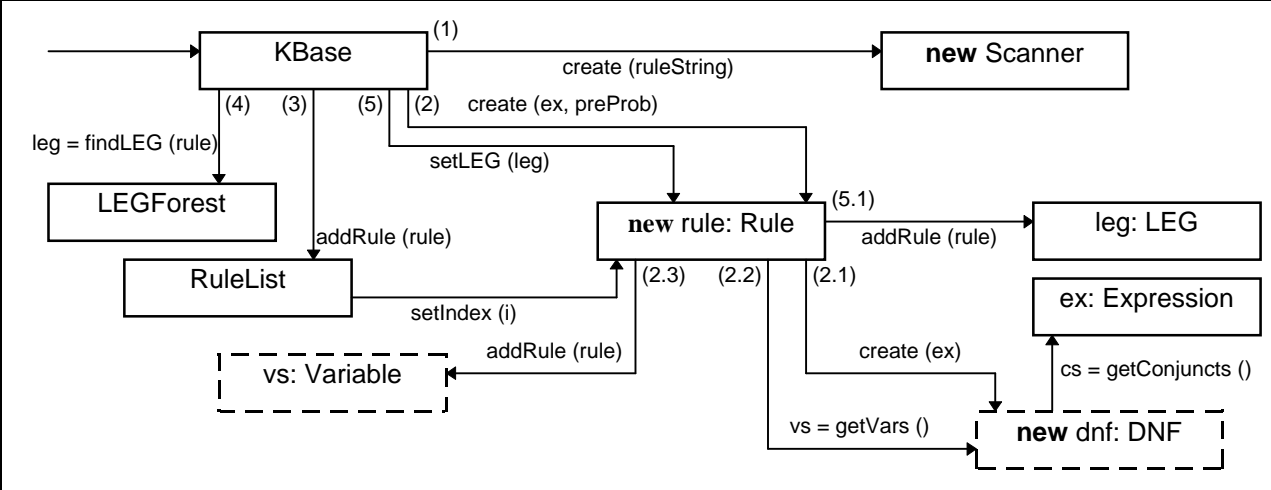 (1)
KBase
new Scanner
create (ruleString)
(4)
(3)
(5)
(2)
create (ex, preProb)
leg = findLEG (rule)
setLEG (leg)
LEGForest
(5.1)
new rule: Rule
leg: LEG
addRule (rule)
addRule (rule)
RuleList
(2.3)
(2.2)
(2.1)
ex: Expression
setIndex (i)
addRule (rule)
create (ex)
vs: Variable
cs = getConjuncts ()
vs = getVars ()
new dnf: DNF